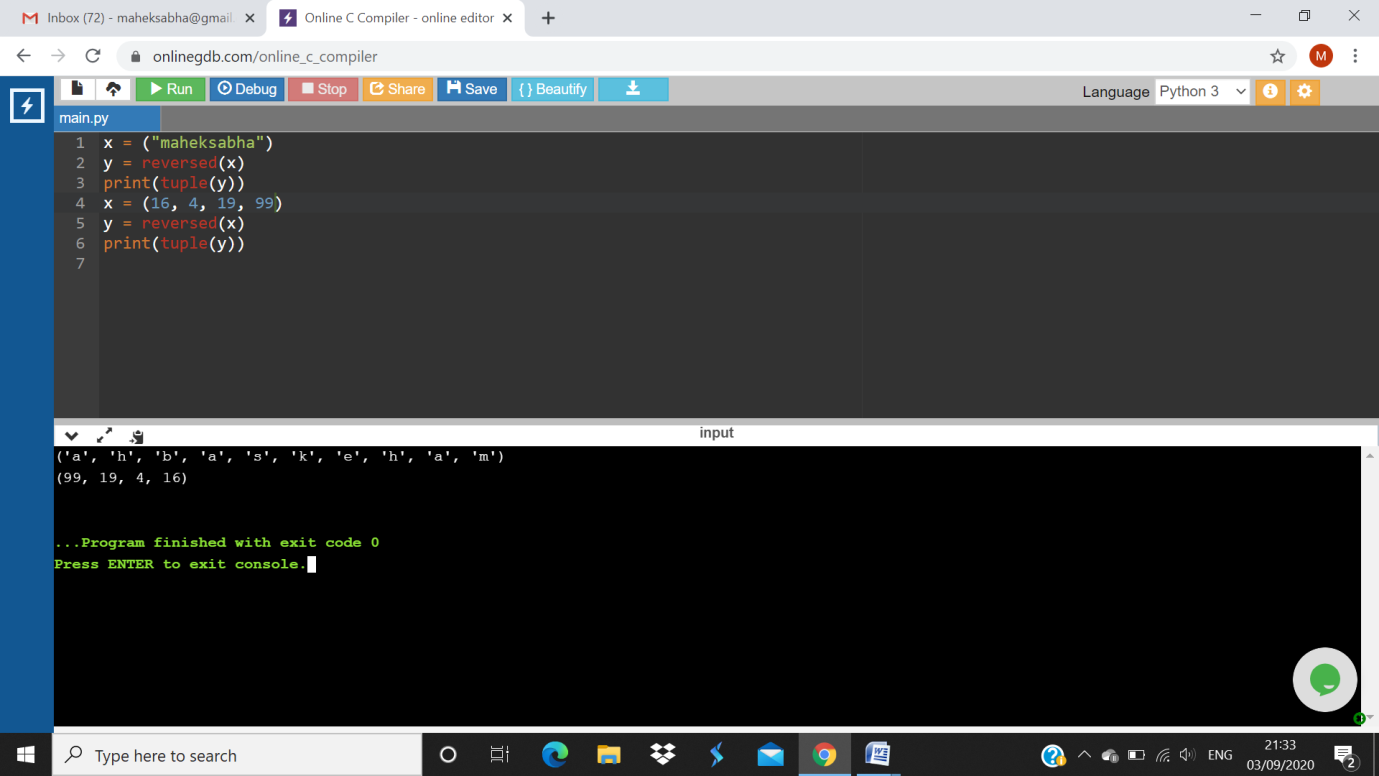 Inbox (72) - maheksabha@gmail
Online C Compiler - online editor
onlinegdb.com/online_c_compiler
M
Run Debug Stop Share Save { } Beautify
Language Python 3
main.py
1 x = ("maheksabha")
2 y = reversed(x)
3 print(tuple(y))
4 x = (16, 4, 19, 99)
5 y = reversed(x)
6 print(tuple(y))
7
input
('a', 'h', 'b', 'a', 's', 'k', 'e', 'h', 'a', 'm')
(99, 19, 4, 16)
...Program finished with exit code 0
Press ENTER to exit console.
Type here to search
ENG
21:33
03/09/2020
2